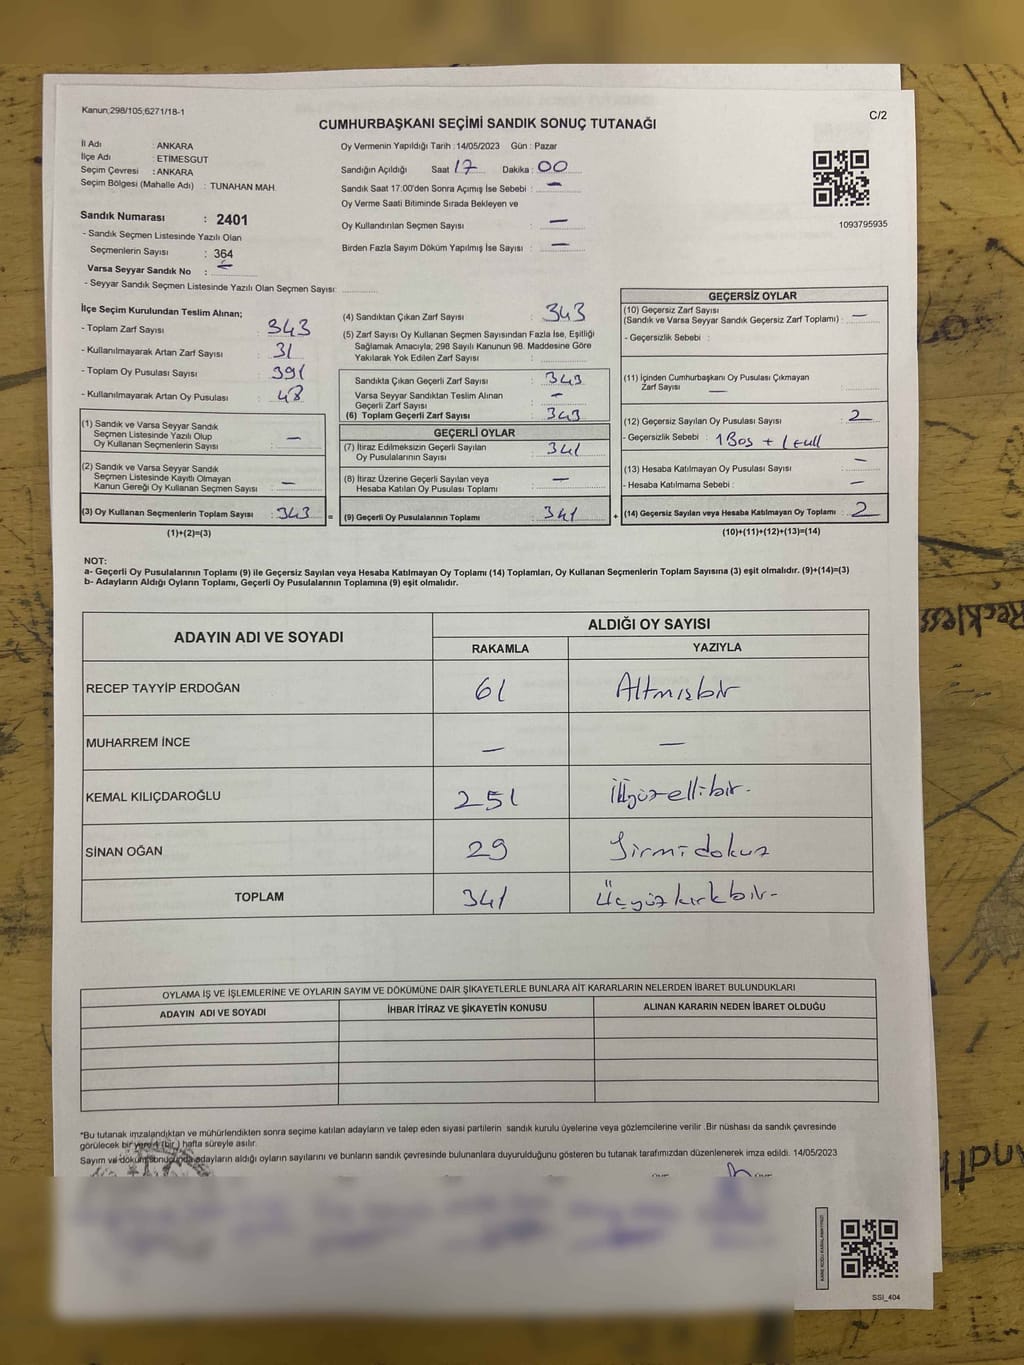 Kanun,298/105,6271/18-1
C/2
CUMHURBAŞKANI SEÇİMİ SANDIK SONUÇ TUTANAĞI
İl Adı : ANKARA
İlçe Adı : ETİMESGUT
Seçim Çevresi : ANKARA
Seçim Bölgesi (Mahalle Adı) : TUNAHAN MAH.
Sandık Numarası : 2401
- Sandık Seçmen Listesinde Yazılı Olan
Seçmenlerin Sayısı : 364
Varsa Seyyar Sandık No : -
- Seyyar Sandık Seçmen Listesinde Yazılı Olan Seçmen Sayısı:
Oy Vermenin Yapıldığı Tarih :14/05/2023 Gün : Pazar
Sandığın Açıldığı Saat 17 Dakika : 00
Sandık Saat 17:00'den Sonra Açımış İse Sebebi : -
Oy Verme Saati Bitiminde Sırada Bekleyen ve
Oy Kullandırılan Seçmen Sayısı : -
Birden Fazla Sayım Döküm Yapılmış İse Sayısı : -
1093795935
İlçe Seçim Kurulundan Teslim Alınan;
- Toplam Zarf Sayısı : 343
- Kullanılmayarak Artan Zarf Sayısı : 31
- Toplam Oy Pusulası Sayısı : 391
- Kullanılmayarak Artan Oy Pusulası : 48
(1) Sandık ve Varsa Seyyar Sandık
Seçmen Listesinde Yazılı Olup
Oy Kullanan Seçmenlerin Sayısı : -
(2) Sandık ve Varsa Seyyar Sandık
Seçmen Listesinde Kayıtlı Olmayan
Kanun Gereği Oy Kullanan Seçmen Sayısı : -
(3) Oy Kullanan Seçmenlerin Toplam Sayısı : 343 =
(1)+(2)=(3)
(4) Sandıktan Çıkan Zarf Sayısı : 343
(5) Zarf Sayısı Oy Kullanan Seçmen Sayısından Fazla İse, Eşitliği
Sağlamak Amacıyla; 298 Sayılı Kanunun 98. Maddesine Göre
Yakılarak Yok Edilen Zarf Sayısı :
Sandıkta Çıkan Geçerli Zarf Sayısı : 343
Varsa Seyyar Sandıktan Teslim Alınan
Geçerli Zarf Sayısı : -
(6) Toplam Geçerli Zarf Sayısı : 343
GEÇERLİ OYLAR
(7) İtiraz Edilmeksizin Geçerli Sayılan
Oy Pusulalarının Sayısı : 341
(8) İtiraz Üzerine Geçerli Sayılan veya
Hesaba Katılan Oy Pusulası Toplamı : -
(9) Geçerli Oy Pusulalarının Toplamı : 341 +
GEÇERSİZ OYLAR
(10) Geçersiz Zarf Sayısı
(Sandık ve Varsa Seyyar Sandık Geçersiz Zarf Toplamı) : -
- Geçersizlik Sebebi :
(11) İçinden Cumhurbaşkanı Oy Pusulası Çıkmayan
Zarf Sayısı : -
(12) Geçersiz Sayılan Oy Pusulası Sayısı : 2
- Geçersizlik Sebebi : 1 Boş + 1
(13) Hesaba Katılmayan Oy Pusulası Sayısı : -
- Hesaba Katılmama Sebebi : -
(14) Geçersiz Sayılan veya Hesaba Katılmayan Oy Toplamı : 2
(10)+(11)+(12)+(13)=(14)
NOT:
a- Geçerli Oy Pusulalarının Toplamı (9) ile Geçersiz Sayılan veya Hesaba Katılmayan Oy Toplamı (14) Toplamları, Oy Kullanan Seçmenlerin Toplam Sayısına (3) eşit olmalıdır. (9)+(14)=(3)
b- Adayların Aldığı Oyların Toplamı, Geçerli Oy Pusulalarının Toplamına (9) eşit olmalıdır.
ADAYIN ADI VE SOYADI
ALDIĞI OY SAYISI
RAKAMLA YAZIYLA
RECEP TAYYİP ERDOĞAN 61 Altmışbir
MUHARREM İNCE - -
KEMAL KILIÇDAROĞLU 251 ikiyüzellibir-
SİNAN OĞAN 29 Yirmidokuz
TOPLAM 341 Üçyüzkırkbir-
OYLAMA İŞ VE İŞLEMLERİNE VE OYLARIN SAYIM VE DÖKÜMÜNE DAİR ŞİKAYETLERLE BUNLARA AİT KARARLARIN NELERDEN İBARET BULUNDUKLARI
ADAYIN ADI VE SOYADI
İHBAR İTİRAZ VE ŞİKAYETİN KONUSU
ALINAN KARARIN NEDEN İBARET OLDUĞU
*Bu tutanak imzalandıktan ve mühürlendikten sonra seçime katılan adayların ve talep eden siyasi partilerin sandık kurulu üyelerine veya gözlemcilerine verilir .Bir nüshası da sandık çevresinde
görülecek bir yere 1 (bir ) hafta süreyle asılır.
Sayım ve döküm sonucunda adayların aldığı oyların sayılarını ve bunların sandık çevresinde bulunanlara duyurulduğunu gösteren bu tutanak tarafımızdan düzenlenerek imza edildi. 14/05/2023
KARE KODU KARALAMAYINIZ!
SSİ_404
Reckless